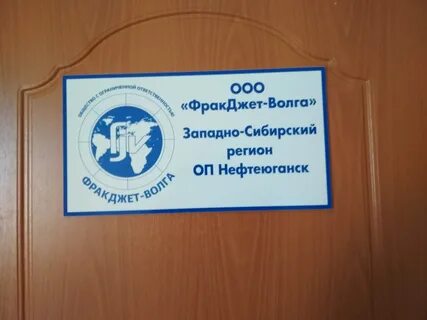 ОБЩЕСТВО С ОГРАНИЧЕННОЙ ОТВЕТСТВЕННОСТЬЮ
ФРАКДЖЕТ-ВОЛГА
ООО
«ФракДжет-Волга»
Западно-Сибирский
регион
ОП Нефтеюганск